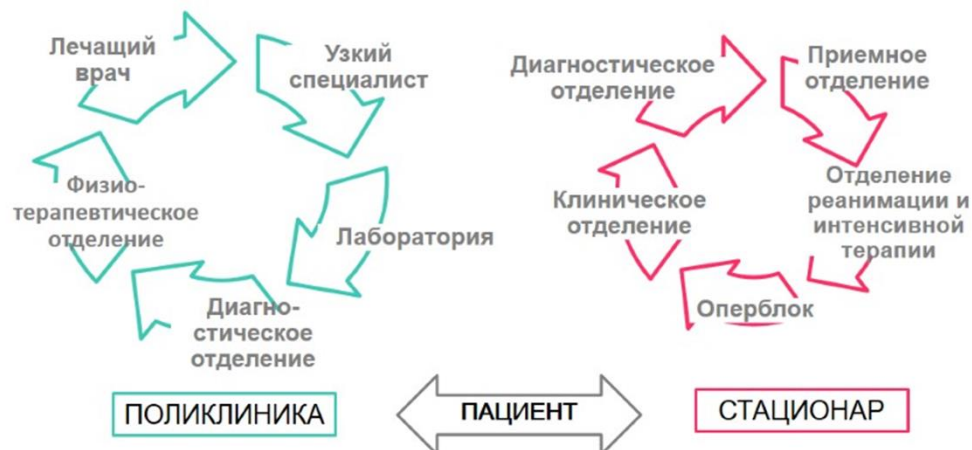 Лечащий
врач
Узкий
специалист
Лаборатория
Диагно-
стическое
отделение
Физио-
терапевтическое
отделение
Диагностическое
отделение
Приемное
отделение
Отделение
реанимации и
интенсивной
терапии
Оперблок
Клиническое
отделение
ПОЛИКЛИНИКА
ПАЦИЕНТ
СТАЦИОНАР